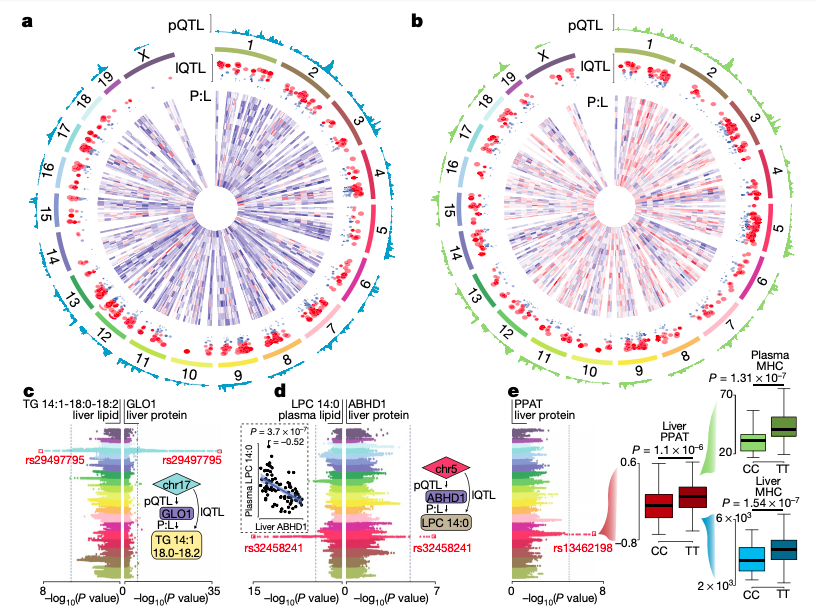 a
pQTL
lQTL
P:L
1
2
3
4
5
6
7
8
9
10
11
12
13
14
15
16
17
18
19
X
b
pQTL
lQTL
P:L
1
2
3
4
5
6
7
8
9
10
11
12
13
14
15
16
17
18
19
X
c
TG 14:1-18:0-18:2
liver lipid
GLO1
liver protein
rs29497795
rs29497795
chr17
pQTL
lQTL
GLO1
P:L
TG 14:1
18.0-18.2
8
0
35
−log10(P value)
−log10(P value)
d
LPC 14:0
plasma lipid
ABHD1
liver protein
P = 3.7 × 10−7
r = −0.52
Plasma LPC 14:0
Liver ABHD1
rs32458241
rs32458241
chr5
pQTL
lQTL
ABHD1
P:L
LPC 14:0
15
0
7
−log10(P value)
−log10(P value)
e
PPAT
liver protein
rs13462198
0
8
−log10(P value)
Liver
PPAT
P = 1.1 × 10−6
0.6
−0.8
CC
TT
Plasma
MHC
P = 1.31 × 10−7
70
20
CC
TT
Liver
MHC
P = 1.54 × 10−7
6 × 103
2 × 103
CC
TT